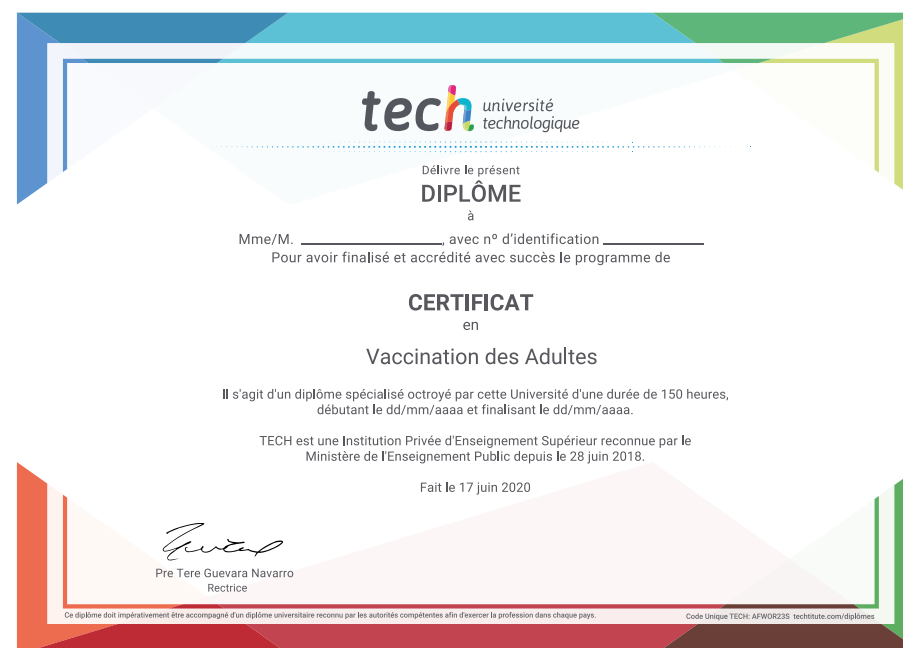 tech université
technologique
Délivre le présent
DIPLÔME
à
Mme/M. ____________________, avec nº d'identification ______________
Pour avoir finalisé et accrédité avec succès le programme de
CERTIFICAT
en
Vaccination des Adultes
Il s'agit d'un diplôme spécialisé octroyé par cette Université d'une durée de 150 heures,
débutant le dd/mm/aaaa et finalisant le dd/mm/aaaa.
TECH est une Institution Privée d'Enseignement Supérieur reconnue par le
Ministère de l'Enseignement Public depuis le 28 juin 2018.
Fait le 17 juin 2020
Pre Tere Guevara Navarro
Rectrice
Ce diplôme doit impérativement être accompagné d'un diplôme universitaire reconnu par les autorités compétentes afin d'exercer la profession dans chaque pays.
Code Unique TECH: AFWOR23S techtitute.com/diplômes